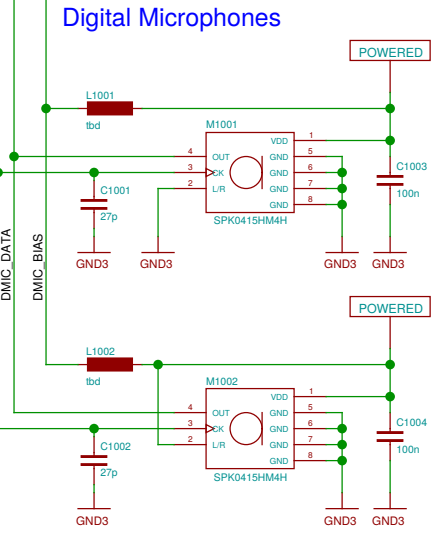 Digital Microphones
POWERED
L1001
tbd
M1001
VDD 1
4 OUT GND 5
3 CK GND 6
2 L/R GND 7
GND 8
SPK0415HM4H
C1001
27p
C1003
100n
GND3 GND3 GND3 GND3
DMIC_DATA
DMIC_BIAS
POWERED
L1002
tbd
M1002
VDD 1
4 OUT GND 5
3 CK GND 6
2 L/R GND 7
GND 8
SPK0415HM4H
C1002
27p
C1004
100n
GND3 GND3 GND3